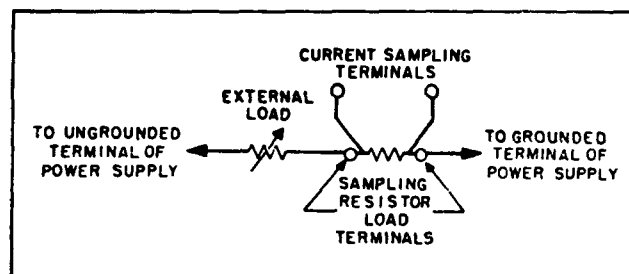 CURRENT SAMPLING
TERMINALS
EXTERNAL
LOAD
TO UNGROUNDED
TERMINAL OF
POWER SUPPLY
TO GROUNDED
TERMINAL OF
POWER SUPPLY
SAMPLING
RESISTOR
LOAD
TERMINALS